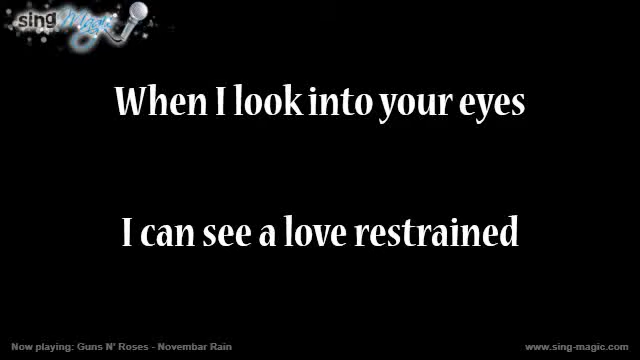 sing Magic
When I look into your eyes
I can see a love restrained
Now playing: Guns N' Roses - Novembar Rain
www.sing-magic.com